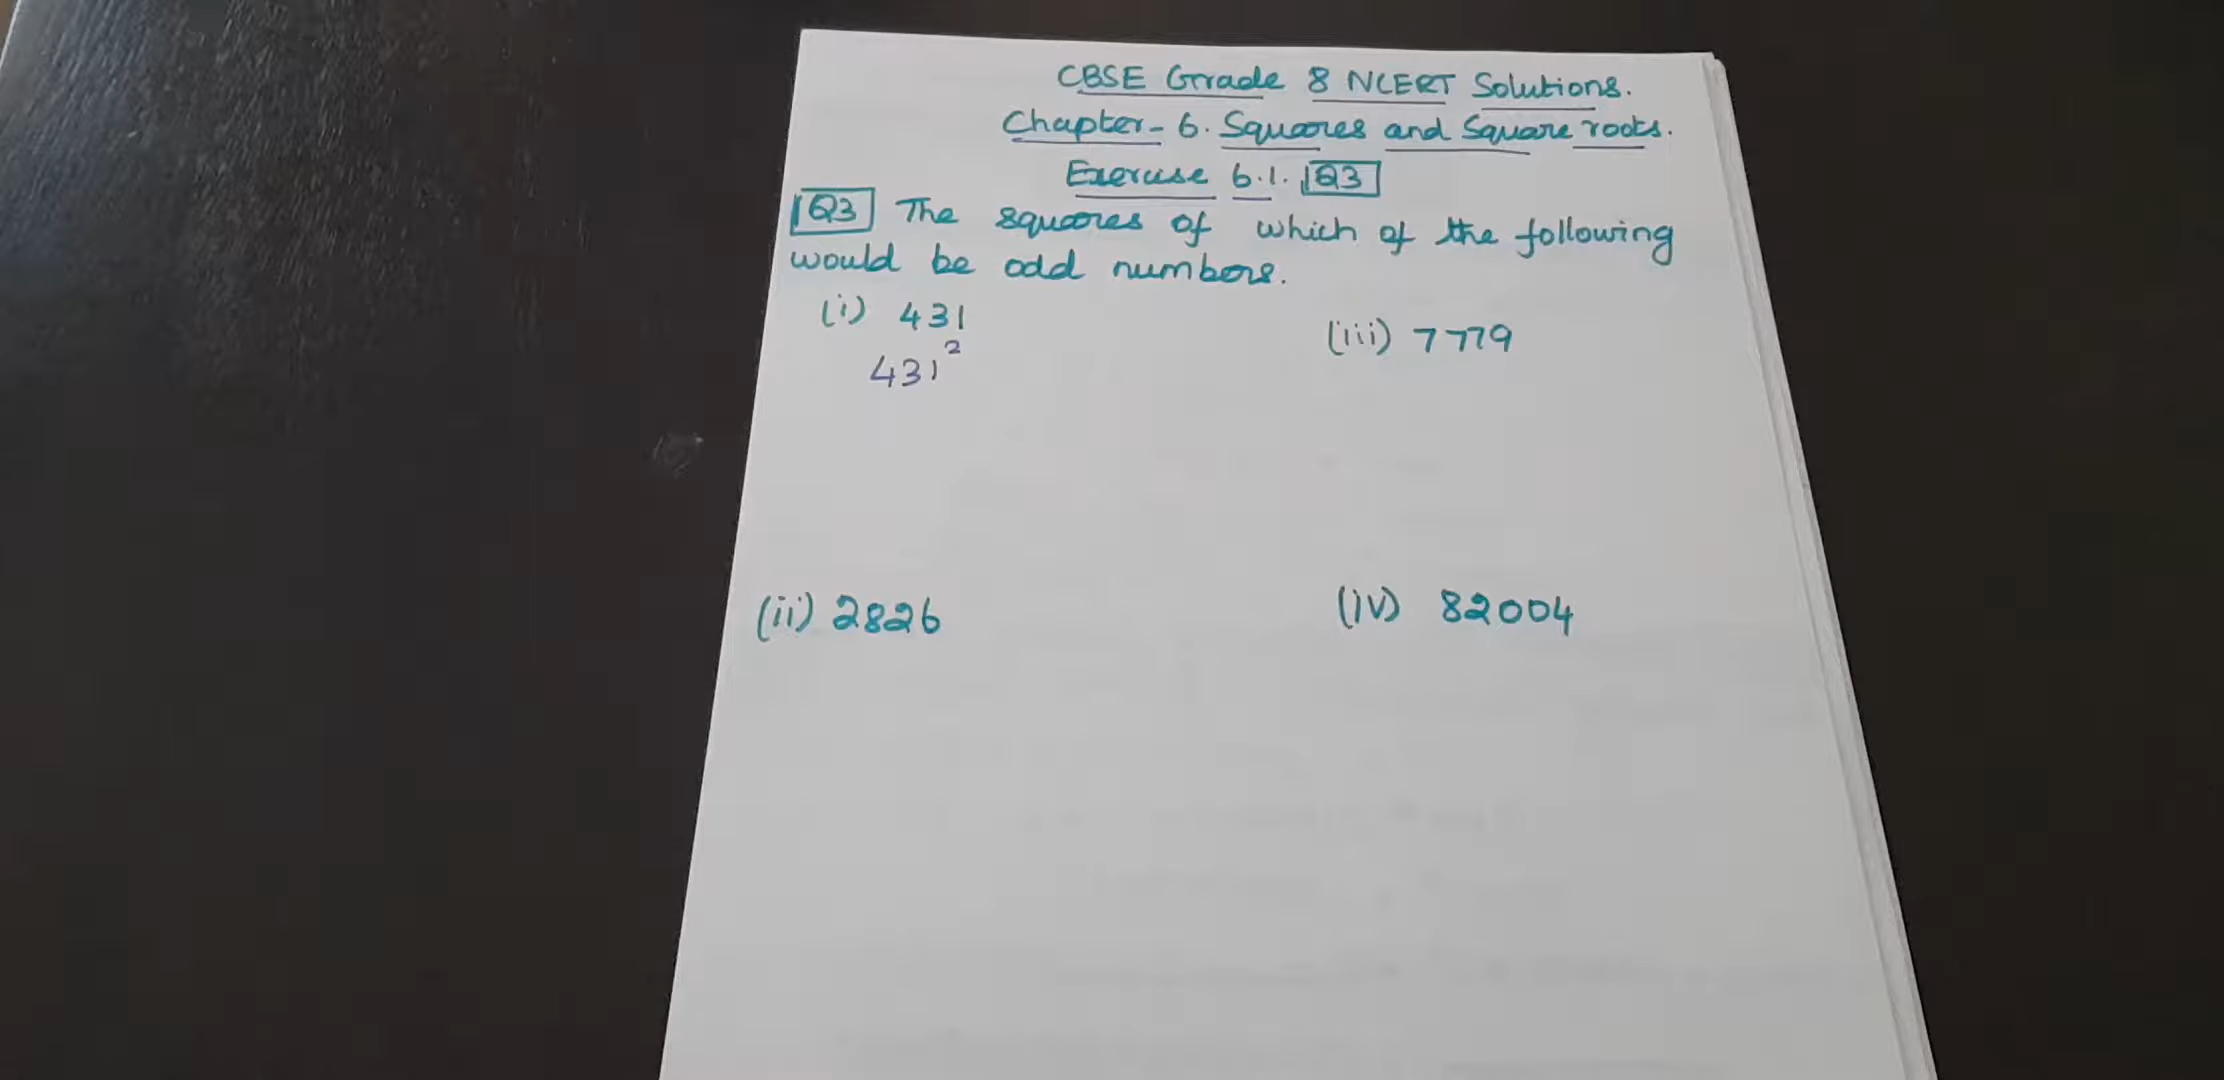 CBSE Grade 8 NCERT Solutions.
Chapter-6. Squares and Square roots.
Exercise 6.1. Q3
Q3 The squares of which of the following
would be odd numbers.
(i) 431
(iii) 7779
431²
(ii) 2826
(iv) 82004